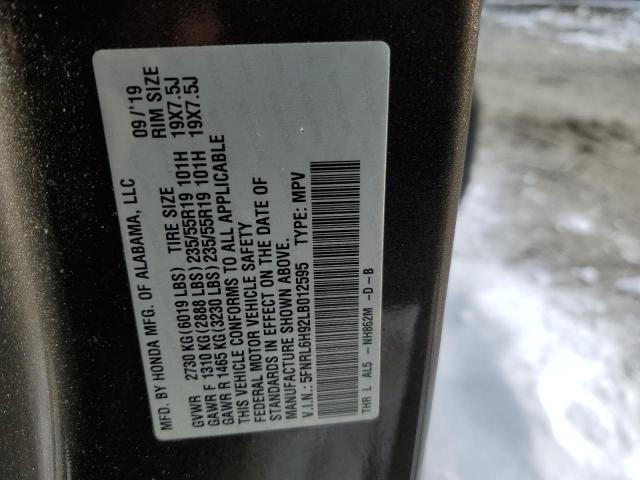 MFD. BY HONDA MFG. OF ALABAMA, LLC 09/'19
GVWR 2730 KG (6019 LBS) TIRE SIZE RIM SIZE
GAWR F 1310 KG (2888 LBS) 235/55R19 101H 19X7.5J
GAWR R 1465 KG (3230 LBS) 235/55R19 101H 19X7.5J
THIS VEHICLE CONFORMS TO ALL APPLICABLE
FEDERAL MOTOR VEHICLE SAFETY
STANDARDS IN EFFECT ON THE DATE OF
MANUFACTURE SHOWN ABOVE.
V.I.N.: 5FNRL6H92LB012595 TYPE: MPV
THR L AL5 - NH862M -D-B